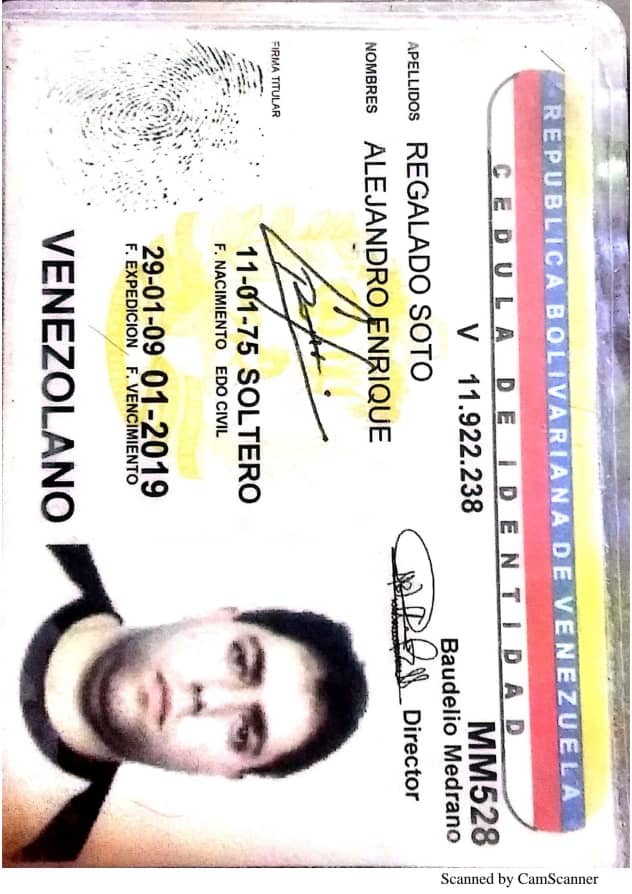 REPUBLICA BOLIVARIANA DE VENEZUELA
CEDULA DE IDENTIDAD
V 11.922.238
MM528
Baudelio Medrano
Director
APELLIDOS REGALADO SOTO
NOMBRES ALEJANDRO ENRIQUE
FIRMA TITULAR
11-01-75 SOLTERO
F. NACIMIENTO EDO CIVIL
29-01-09 01-2019
F. EXPEDICION F. VENCIMIENTO
VENEZOLANO
Scanned by CamScanner